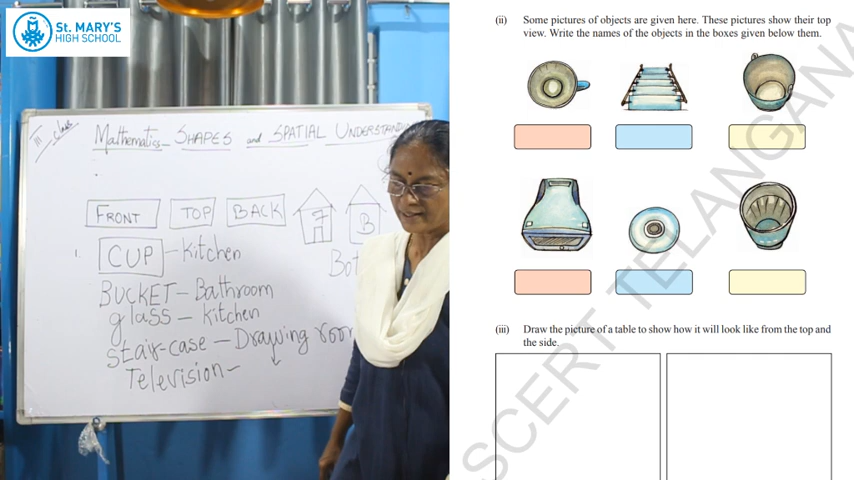 St. MARY'S
HIGH SCHOOL
III class
Mathematics - SHAPES and SPATIAL UNDERSTANDIN
FRONT TOP BACK F B
1. CUP - Kitchen
BUCKET - Bathroom
glass - Kitchen
Stair-case - Drawing room
Television -
(ii) Some pictures of objects are given here. These pictures show their top
view. Write the names of the objects in the boxes given below them.
(iii) Draw the picture of a table to show how it will look like from the top and
the side.
SCERT TELANGANA